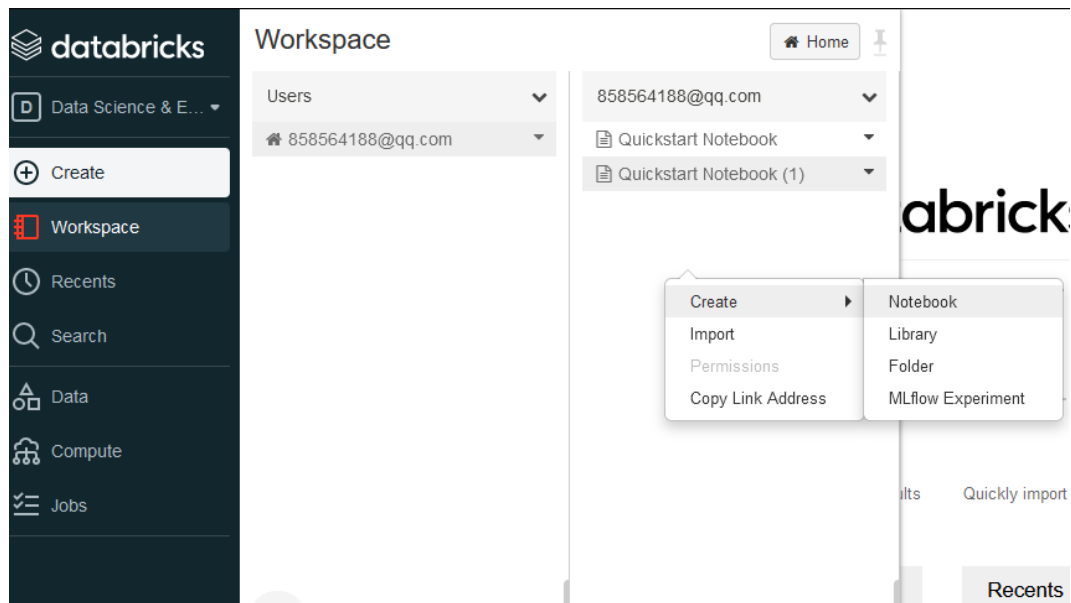 databricks
D Data Science & E...
Create
Workspace
Recents
Search
Data
Compute
Jobs
Workspace
Home
Users
858564188@qq.com
858564188@qq.com
Quickstart Notebook
Quickstart Notebook (1)
Create
Import
Permissions
Copy Link Address
Notebook
Library
Folder
MLflow Experiment
abricks
ults
Quickly import
Recents